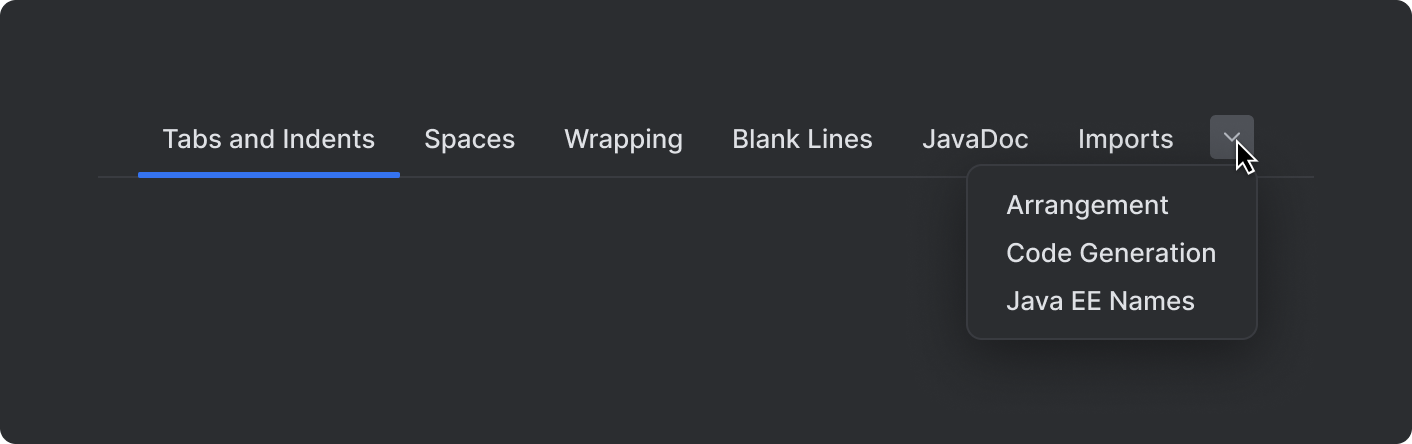 Tabs and Indents Spaces Wrapping Blank Lines JavaDoc Imports
Arrangement
Code Generation
Java EE Names